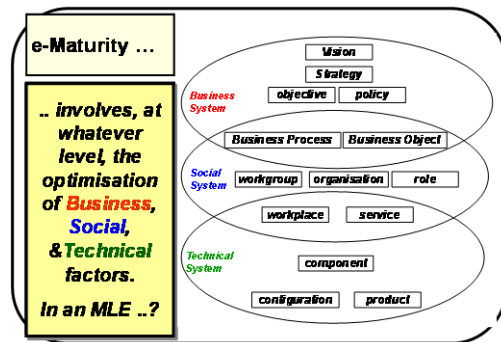 e-Maturity ...
.. involves, at
whatever
level, the
optimisation
of Business,
Social,
&Technical
factors.
In an MLE ..?
Vision
Strategy
objective policy
Business
System
Business Process Business Object
Social
System
workgroup organisation role
workplace service
Technical
System
component
configuration product